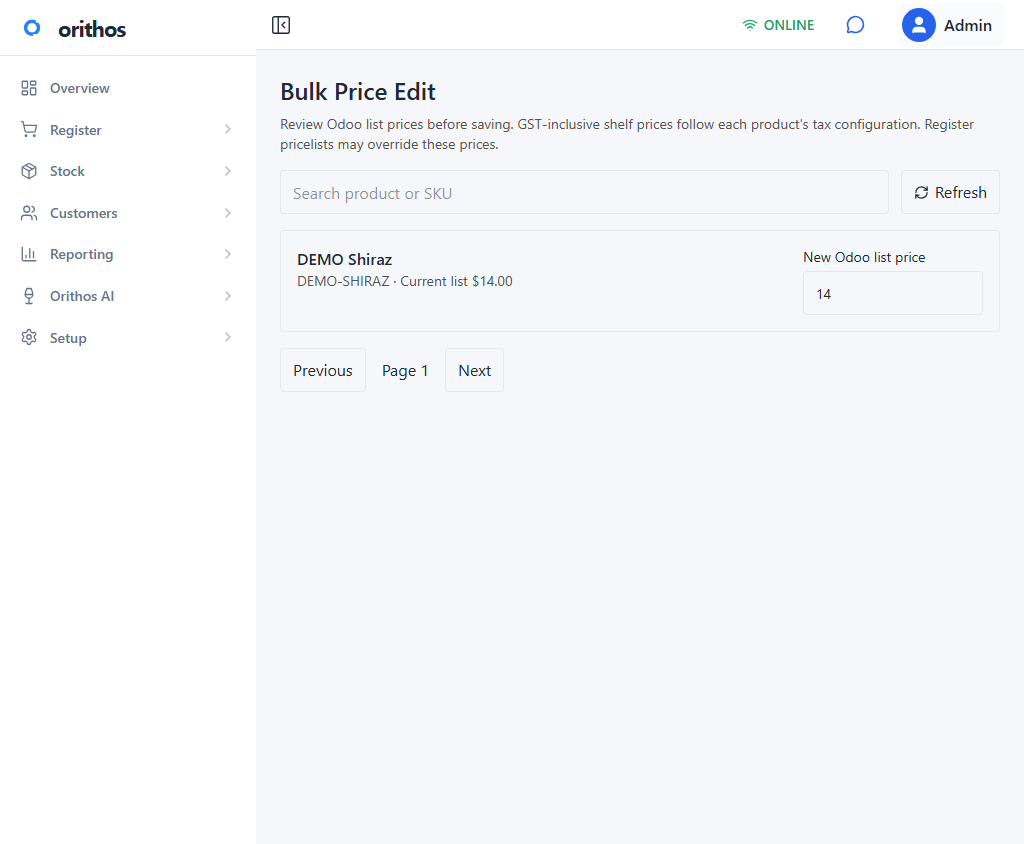 orithos
ONLINE
Admin
Overview
Register
Stock
Customers
Reporting
Orithos AI
Setup
Bulk Price Edit
Review Odoo list prices before saving. GST-inclusive shelf prices follow each product's tax configuration. Register
pricelists may override these prices.
Search product or SKU
Refresh
DEMO Shiraz
DEMO-SHIRAZ · Current list $14.00
New Odoo list price
14
Previous
Page 1
Next